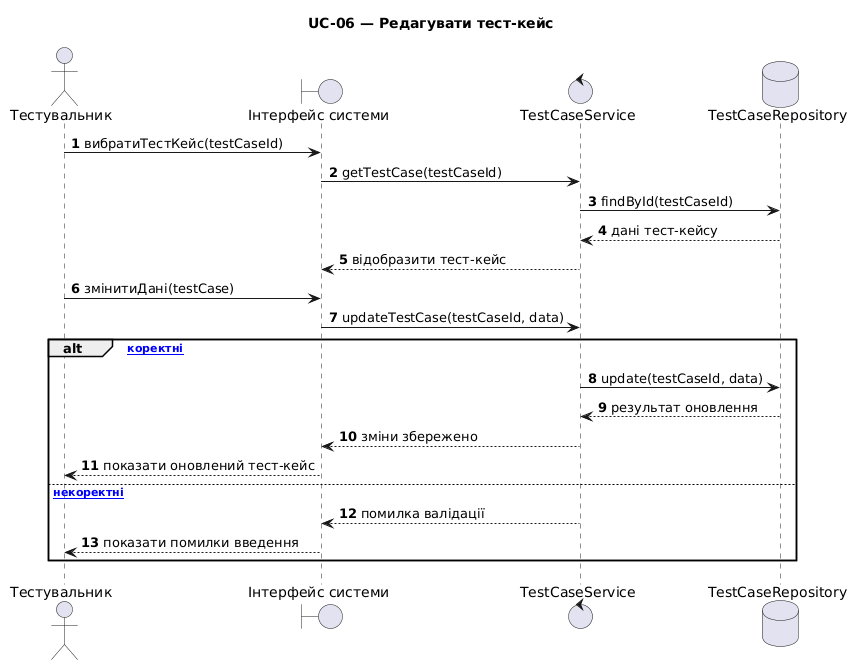 UC-06 — Редагувати тест-кейс
Тестувальник
Інтерфейс системи
TestCaseService
TestCaseRepository
1 вибратиТестКейс(testCaseId)
2 getTestCase(testCaseId)
3 findById(testCaseId)
4 дані тест-кейсу
5 відобразити тест-кейс
6 змінитиДані(testCase)
7 updateTestCase(testCaseId, data)
alt
коректні
8 update(testCaseId, data)
9 результат оновлення
10 зміни збережено
11 показати оновлений тест-кейс
некоректні
12 помилка валідації
13 показати помилки введення
Тестувальник
Інтерфейс системи
TestCaseService
TestCaseRepository